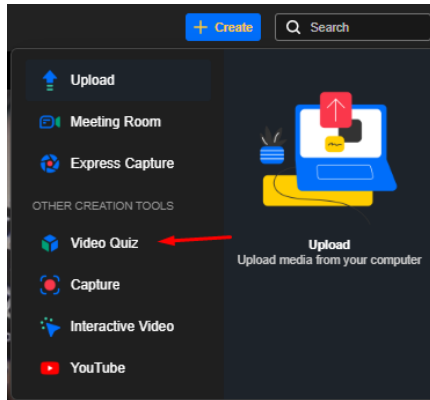 + Create
Search
Upload
Meeting Room
Express Capture
OTHER CREATION TOOLS
Video Quiz
Capture
Interactive Video
YouTube
Upload
Upload media from your computer